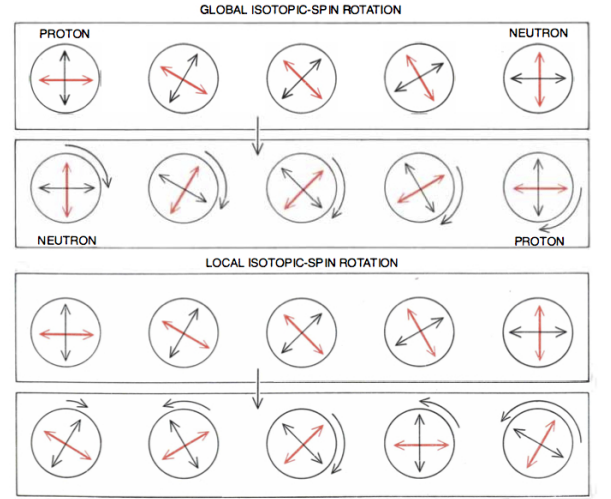 GLOBAL ISOTOPIC-SPIN ROTATION
PROTON
NEUTRON
NEUTRON
PROTON
LOCAL ISOTOPIC-SPIN ROTATION